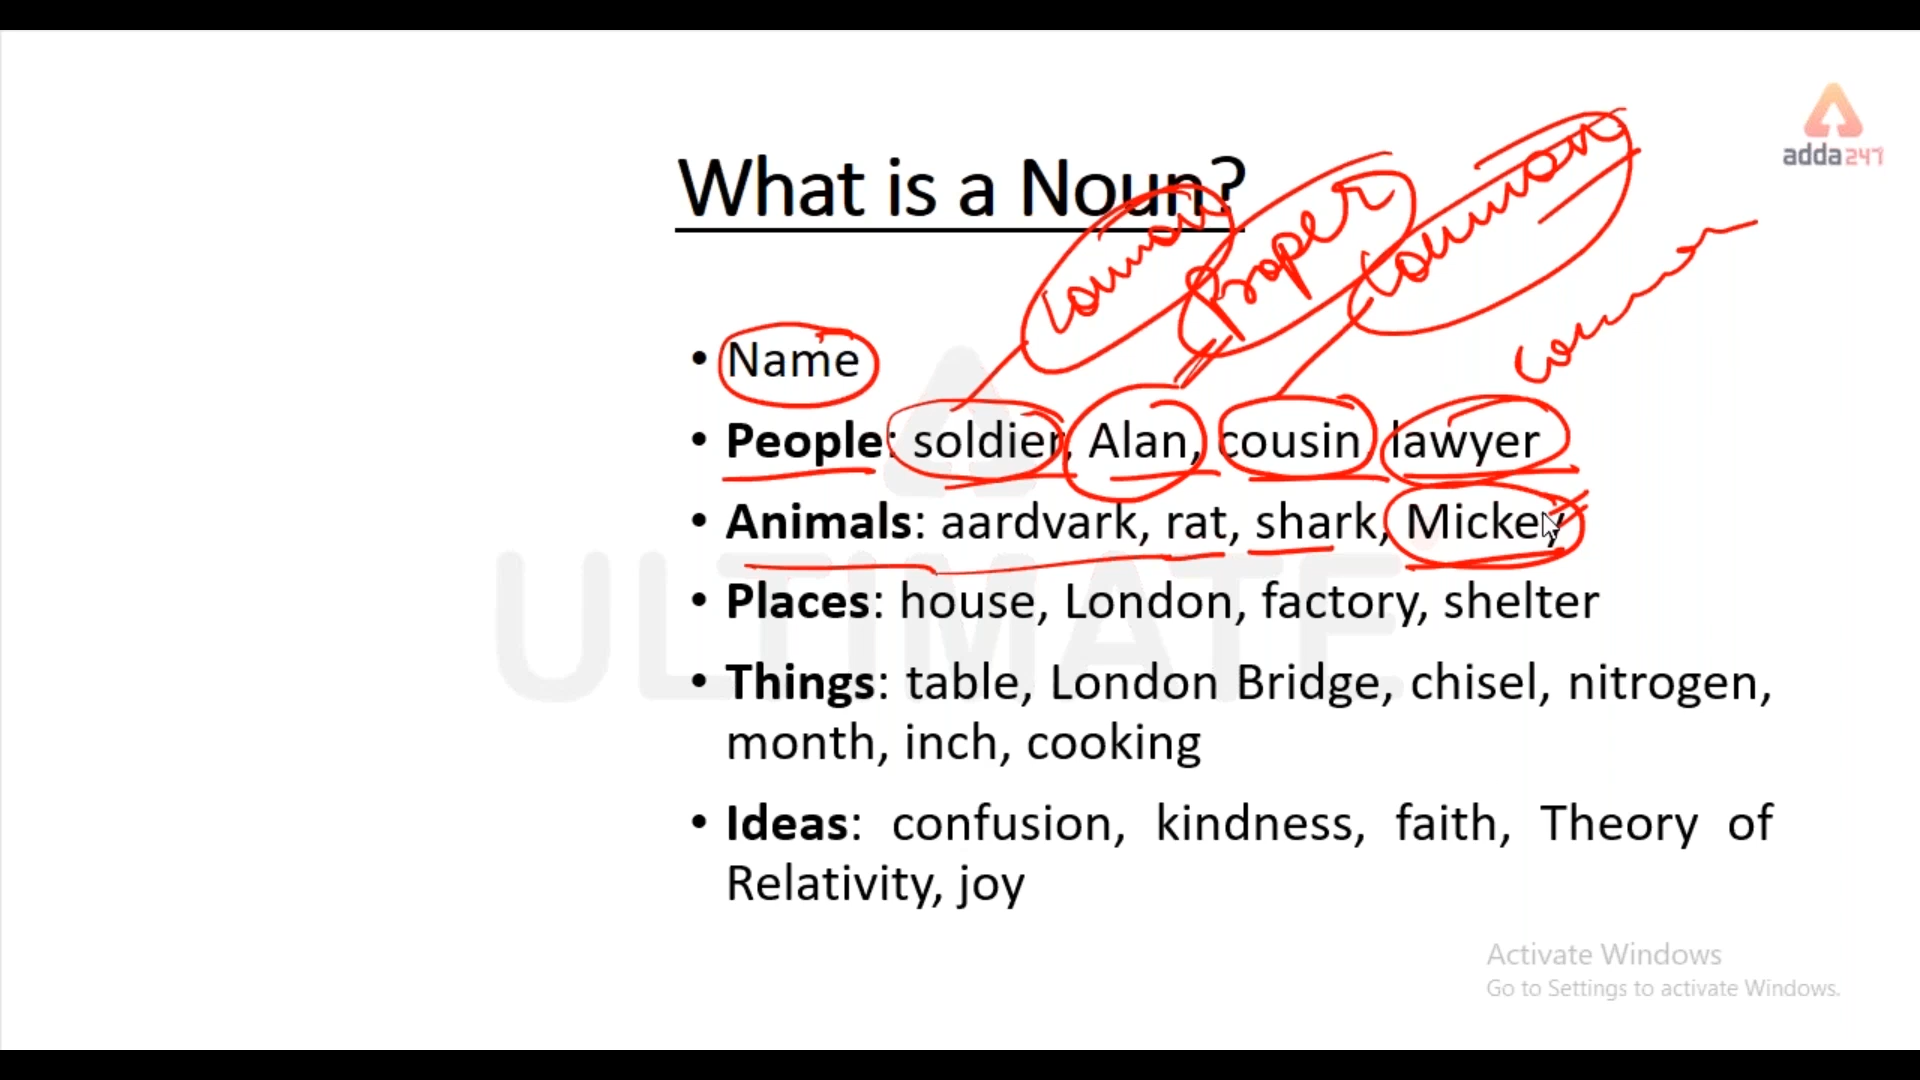 adda247
What is a Noun?
common
Proper
common
• Name
• People: soldier, Alan, cousin, lawyer
• Animals: aardvark, rat, shark, Mickey
• Places: house, London, factory, shelter
• Things: table, London Bridge, chisel, nitrogen,
month, inch, cooking
• Ideas: confusion, kindness, faith, Theory of
Relativity, joy
ULTIMATE
Activate Windows
Go to Settings to activate Windows.